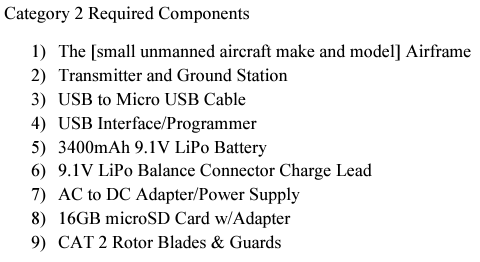 Category 2 Required Components
1) The [small unmanned aircraft make and model] Airframe
2) Transmitter and Ground Station
3) USB to Micro USB Cable
4) USB Interface/Programmer
5) 3400mAh 9.1V LiPo Battery
6) 9.1V LiPo Balance Connector Charge Lead
7) AC to DC Adapter/Power Supply
8) 16GB microSD Card w/Adapter
9) CAT 2 Rotor Blades & Guards